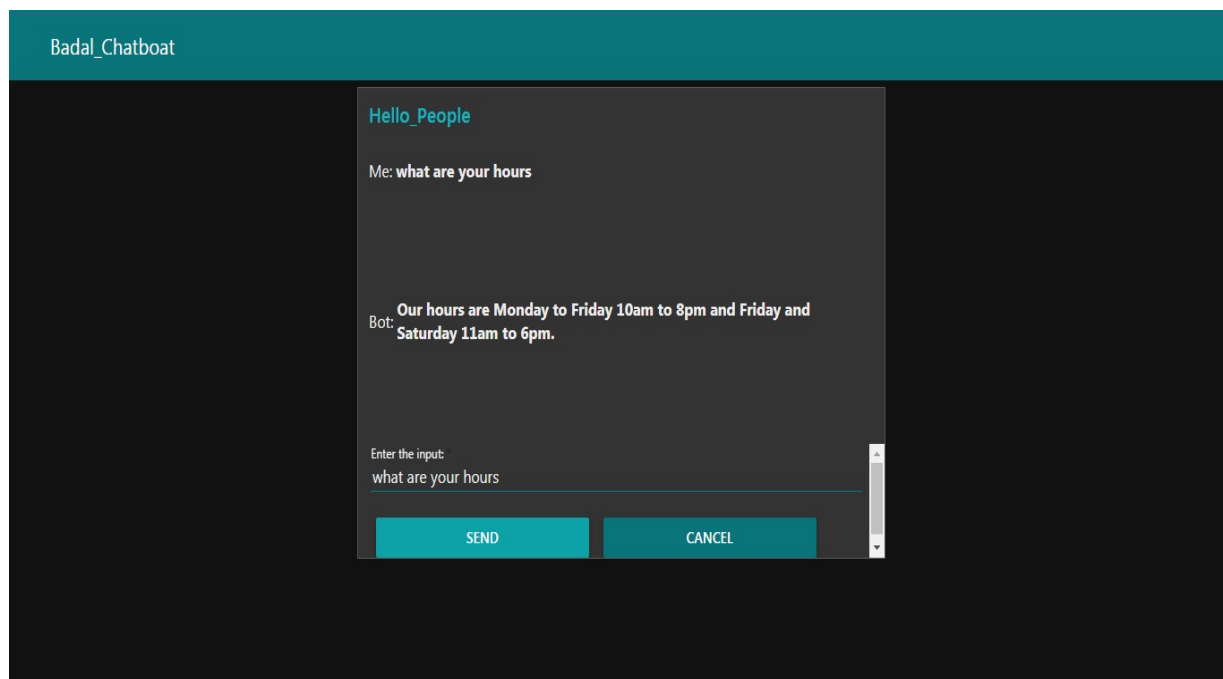 Badal_Chatboat
Hello_People
Me: what are your hours
Bot: Our hours are Monday to Friday 10am to 8pm and Friday and
Saturday 11am to 6pm.
Enter the input:
what are your hours
SEND CANCEL